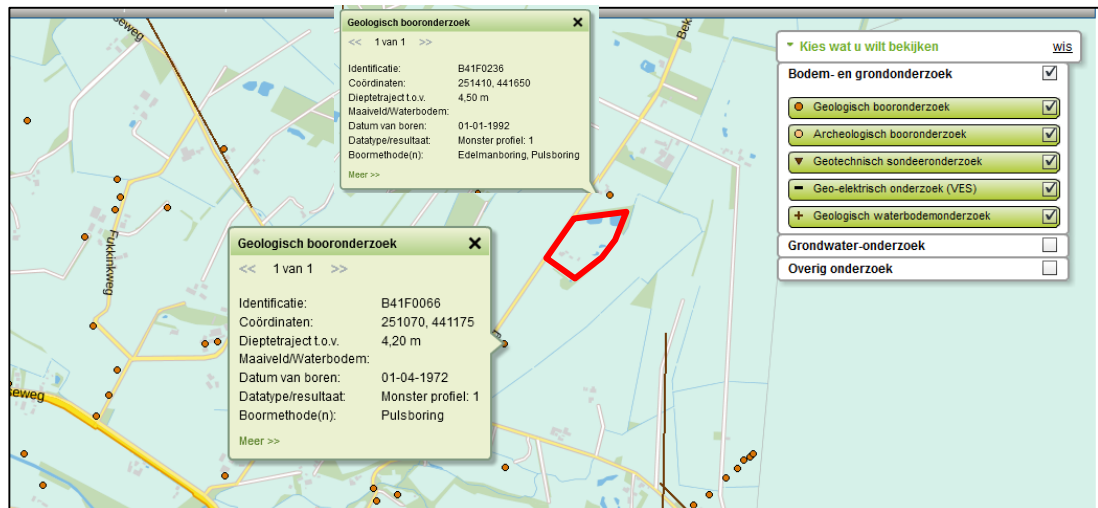 Geologisch booronderzoek
<< 1 van 1 >>
Identificatie: B41F0236
Coördinaten: 251410, 441650
Dieptetraject t.o.v. 4,50 m
Maaiveld/Waterbodem:
Datum van boren: 01-01-1992
Datatype/resultaat: Monster profiel: 1
Boormethode(n): Edelmanboring, Pulsboring
Meer >>
Kies wat u wilt bekijken wis
Bodem- en grondonderzoek
Geologisch booronderzoek
Archeologisch booronderzoek
Geotechnisch sondeeronderzoek
Geo-elektrisch onderzoek (VES)
Geologisch waterbodemonderzoek
Grondwater-onderzoek
Overig onderzoek
Geologisch booronderzoek
<< 1 van 1 >>
Identificatie: B41F0066
Coördinaten: 251070, 441175
Dieptetraject t.o.v. 4,20 m
Maaiveld/Waterbodem:
Datum van boren: 01-04-1972
Datatype/resultaat: Monster profiel: 1
Boormethode(n): Pulsboring
Meer >>
seweg
Bek
Fukkinkweg
seweg